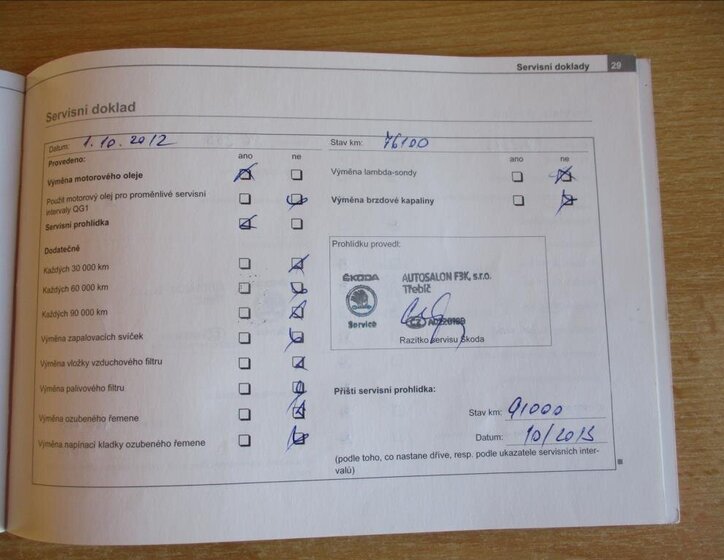 Servisní doklady 29
Servisní doklad
Datum: 1. 10. 2012 Stav km: 76100
Provedeno: ano ne ano ne
Výměna motorového oleje
Výměna lambda-sondy
Použit motorový olej pro proměnlivé servisní
intervaly QG1
Výměna brzdové kapaliny
Servisní prohlídka
Dodatečně
Každých 30 000 km
Každých 60 000 km
Každých 90 000 km
Výměna zapalovacích svíček
Výměna vložky vzduchového filtru
Výměna palivového filtru
Výměna ozubeného řemene
Výměna napínací kladky ozubeného řemene
Prohlídku provedl:
ŠKODA
Service
AUTOSALON F3K, s.r.o.
Třebíč
CZ
Razítko servisu Škoda
Příští servisní prohlídka:
Stav km: 91000
Datum: 10/2013
(podle toho, co nastane dříve, resp. podle ukazatele servisních inter-
valů)